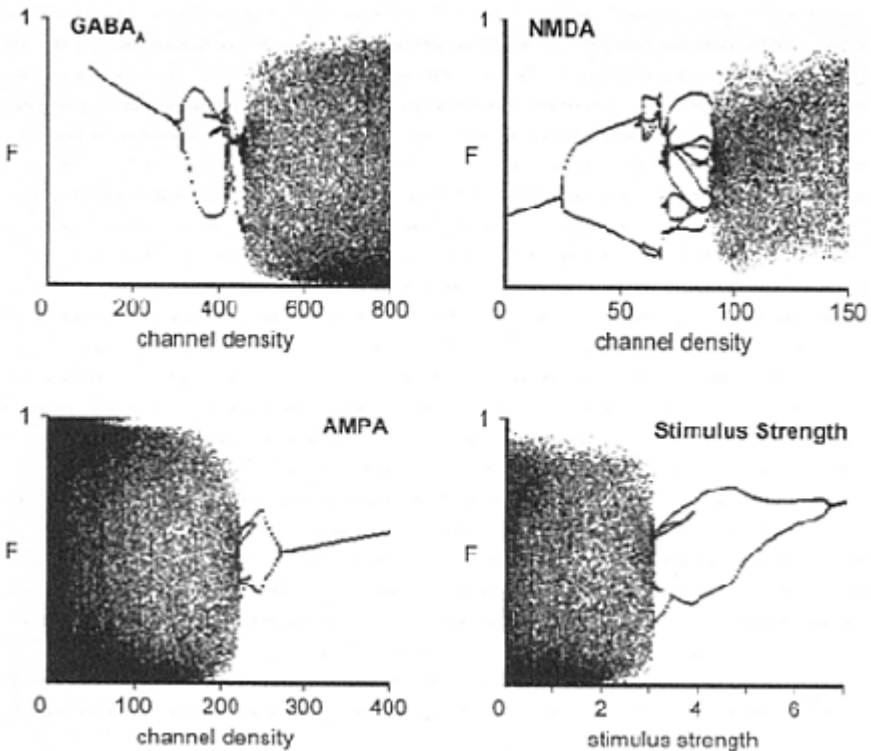 1
GABA_A
F
0
200
400
600
800
channel density
1
NMDA
F
0
50
100
150
channel density
1
AMPA
F
0
100
200
300
400
channel density
1
Stimulus Strength
F
0
2
4
6
stimulus strength